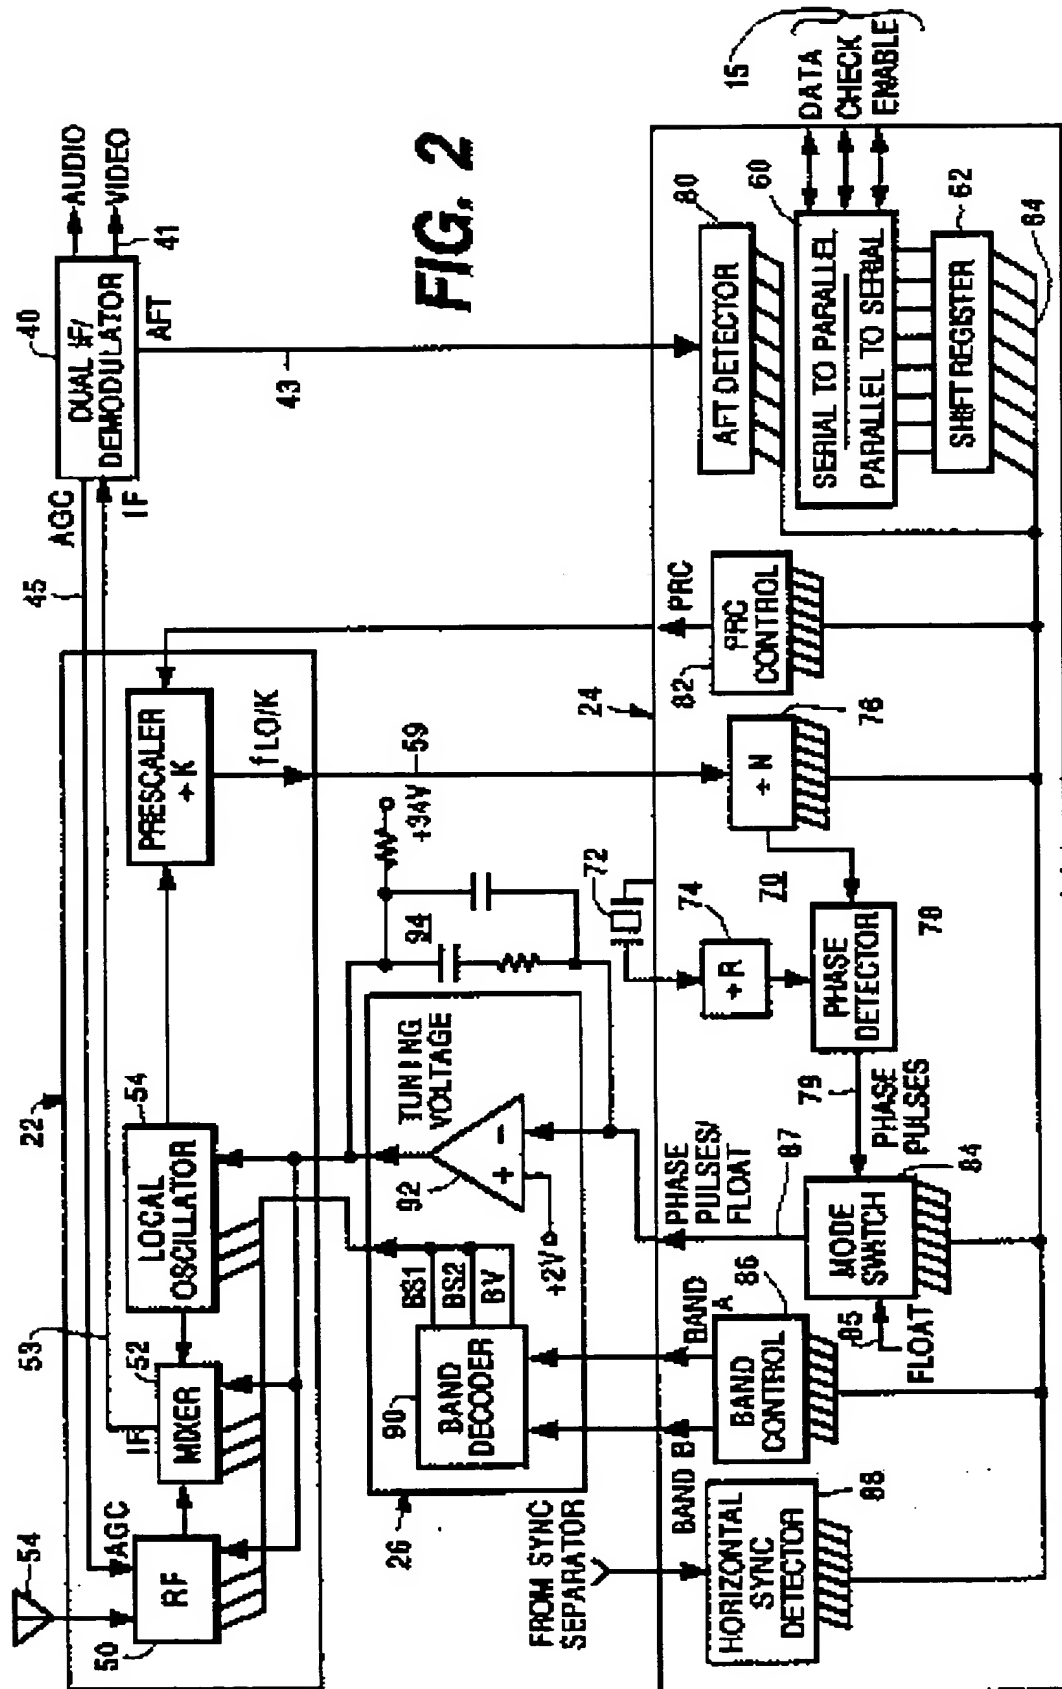 FIG. 2
54
50
RF
AGC
22
53
IF
52
MIXER
54
LOCAL
OSCILLATOR
PRESCALER
÷ K
fLO/K
59
45
AGC
IF
40
DUAL IF/
DEMODULATOR
AUDIO
VIDEO
41
AFT
43
26
90
BAND
DECODER
BS1
BS2
BV
+2V
92
+
-
TUNING
VOLTAGE
94
+34V
FROM SYNC
SEPARATOR
BAND B
BAND
A
PHASE
PULSES/
FLOAT
87
72
24
PRC
15
DATA
CHECK
ENABLE
HORIZONTAL
SYNC
DETECTOR
88
BAND
CONTROL
86
85
FLOAT
MODE
SWITCH
84
PHASE
PULSES
79
PHASE
DETECTOR
78
74
÷R
70
÷ N
76
82
PRC
CONTROL
AFT DETECTOR
80
60
SERIAL TO PARALLEL
PARALLEL TO SERIAL
SHIFT REGISTER
62
64